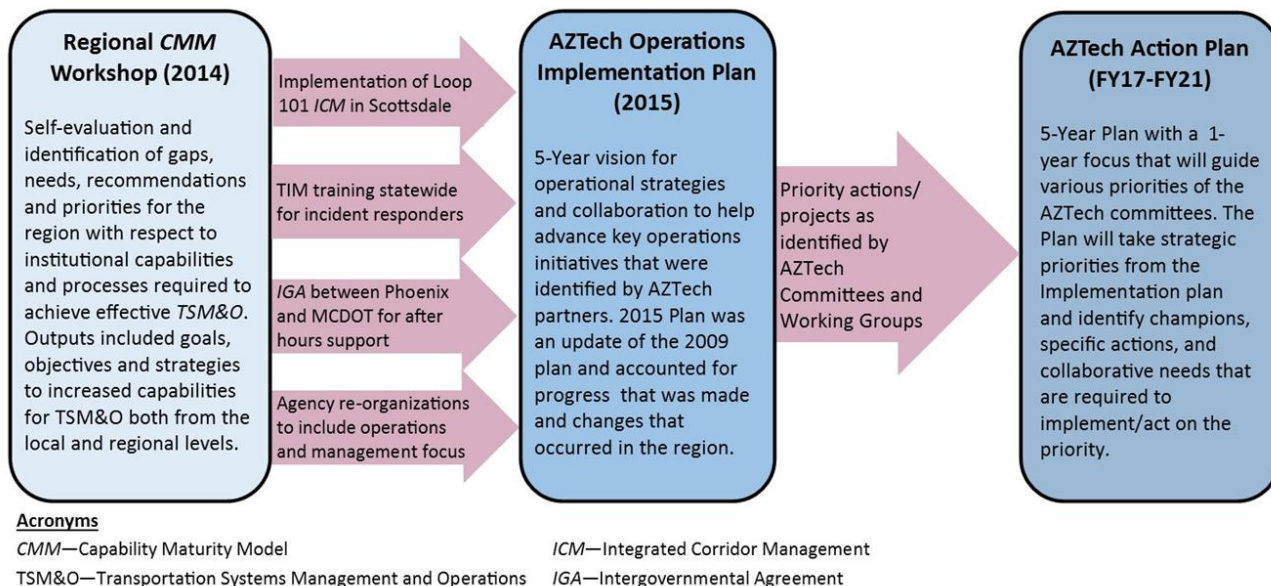 Regional CMM
Workshop (2014)
Self-evaluation and
identification of gaps,
needs, recommendations
and priorities for the
region with respect to
institutional capabilities
and processes required to
achieve effective TSM&O.
Outputs included goals,
objectives and strategies
to increased capabilities
for TSM&O both from the
local and regional levels.
Implementation of Loop
101 ICM in Scottsdale
TIM training statewide
for incident responders
IGA between Phoenix
and MCDOT for after
hours support
Agency re-organizations
to include operations
and management focus
AZTech Operations
Implementation Plan
(2015)
5-Year vision for
operational strategies
and collaboration to help
advance key operations
initiatives that were
identified by AZTech
partners. 2015 Plan was
an update of the 2009
plan and accounted for
progress that was made
and changes that
occurred in the region.
Priority actions/
projects as
identified by
AZTech
Committees and
Working Groups
AZTech Action Plan
(FY17-FY21)
5-Year Plan with a 1-
year focus that will guide
various priorities of the
AZTech committees. The
Plan will take strategic
priorities from the
Implementation plan
and identify champions,
specific actions, and
collaborative needs that
are required to
implement/act on the
priority.
Acronyms
CMM—Capability Maturity Model
ICM—Integrated Corridor Management
TSM&O—Transportation Systems Management and Operations
IGA—Intergovernmental Agreement